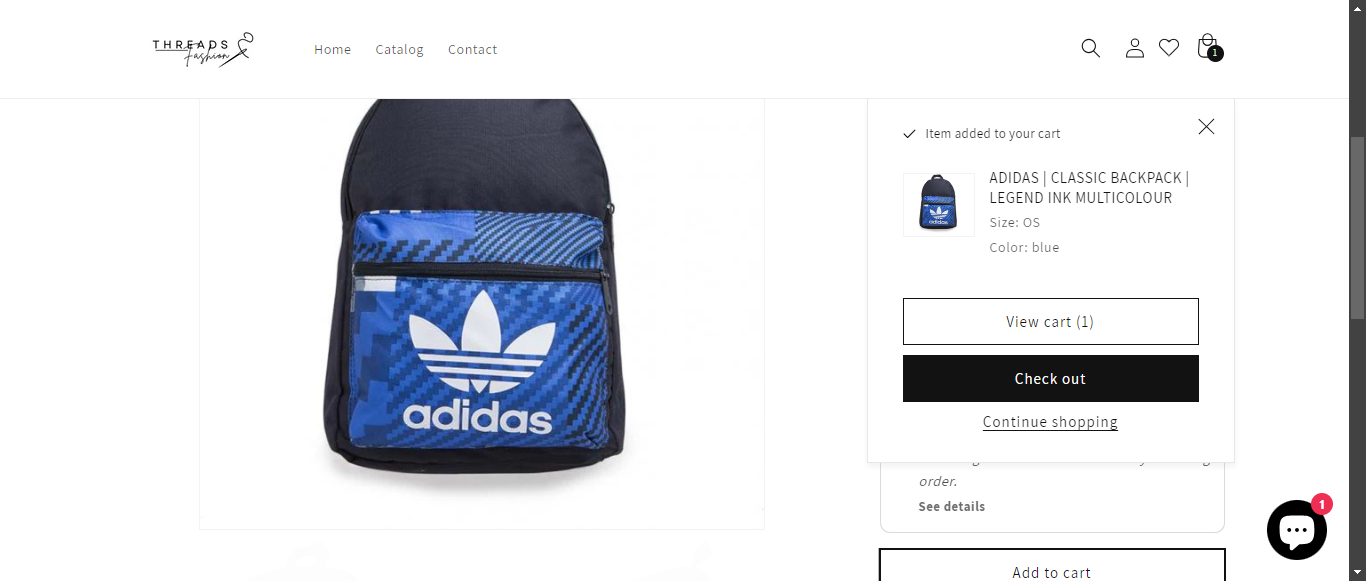 THREADS
Fashion
Home
Catalog
Contact
1
Item added to your cart
ADIDAS | CLASSIC BACKPACK |
LEGEND INK MULTICOLOUR
Size: OS
Color: blue
adidas
adidas
View cart (1)
Check out
Continue shopping
order.
See details
1
Add to cart